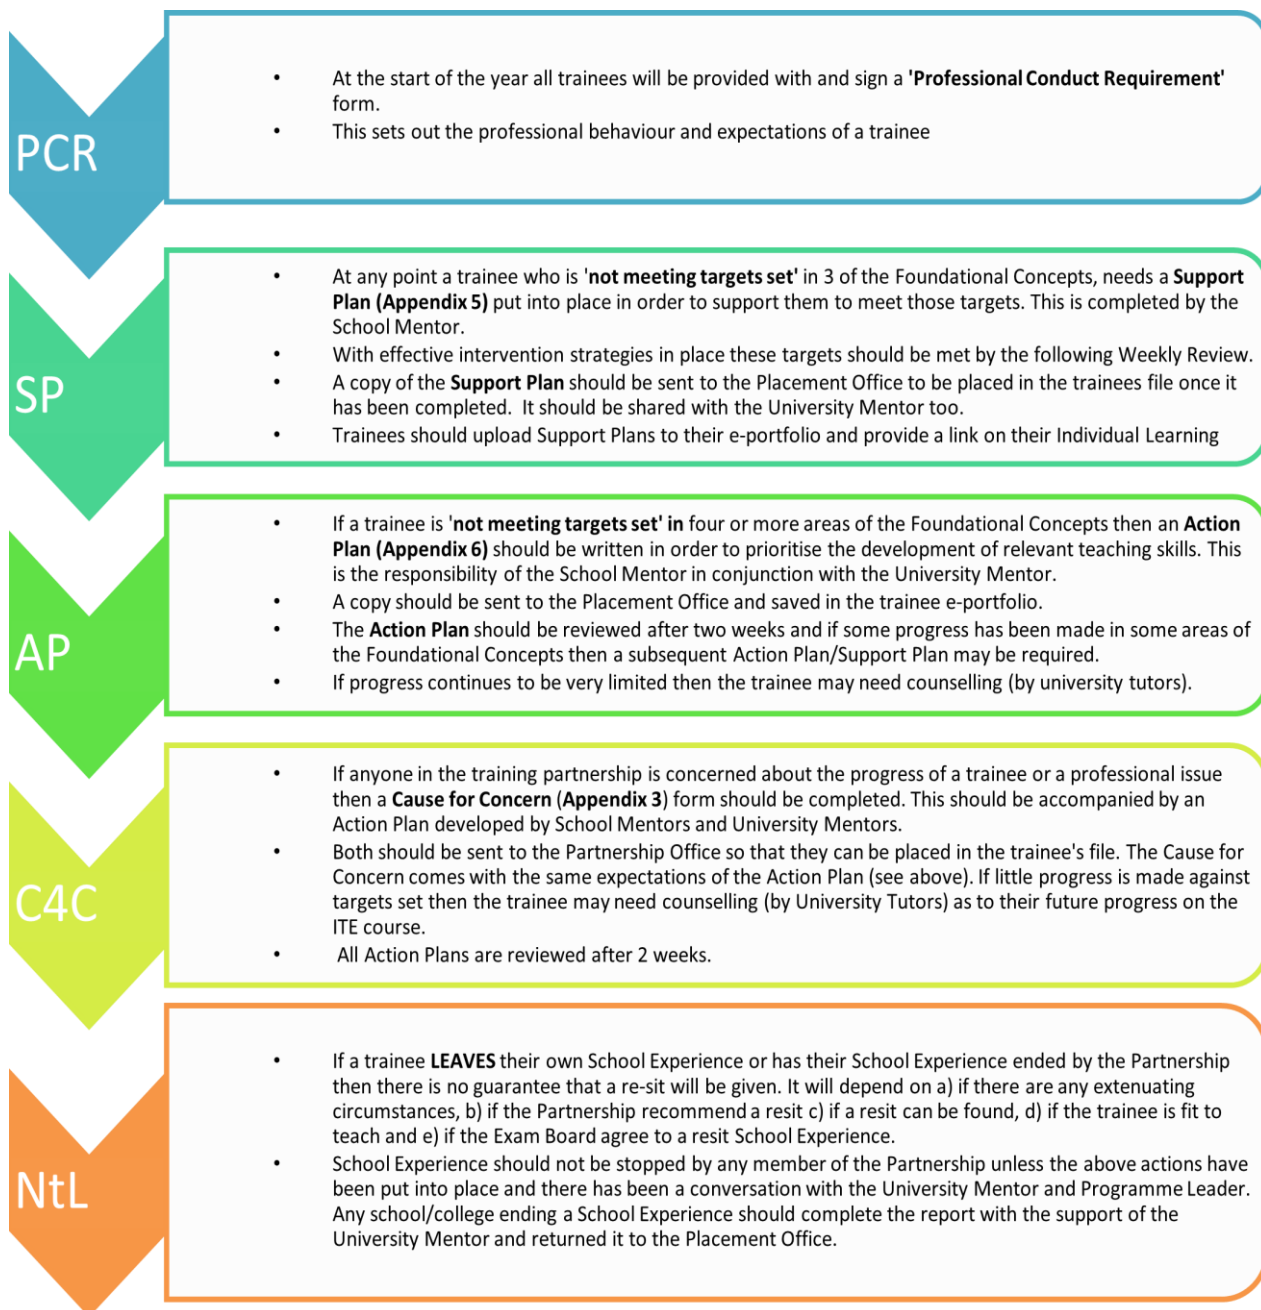 PCR
• At the start of the year all trainees will be provided with and sign a 'Professional Conduct Requirement'
form.
• This sets out the professional behaviour and expectations of a trainee
SP
• At any point a trainee who is 'not meeting targets set' in 3 of the Foundational Concepts, needs a Support
Plan (Appendix 5) put into place in order to support them to meet those targets. This is completed by the
School Mentor.
• With effective intervention strategies in place these targets should be met by the following Weekly Review.
• A copy of the Support Plan should be sent to the Placement Office to be placed in the trainees file once it
has been completed.  It should be shared with the University Mentor too.
• Trainees should upload Support Plans to their e-portfolio and provide a link on their Individual Learning
AP
• If a trainee is 'not meeting targets set' in four or more areas of the Foundational Concepts then an Action
Plan (Appendix 6) should be written in order to prioritise the development of relevant teaching skills. This
is the responsibility of the School Mentor in conjunction with the University Mentor.
• A copy should be sent to the Placement Office and saved in the trainee e-portfolio.
• The Action Plan should be reviewed after two weeks and if some progress has been made in some areas of
the Foundational Concepts then a subsequent Action Plan/Support Plan may be required.
• If progress continues to be very limited then the trainee may need counselling (by university tutors).
C4C
• If anyone in the training partnership is concerned about the progress of a trainee or a professional issue
then a Cause for Concern (Appendix 3) form should be completed. This should be accompanied by an
Action Plan developed by School Mentors and University Mentors.
• Both should be sent to the Partnership Office so that they can be placed in the trainee's file. The Cause for
Concern comes with the same expectations of the Action Plan (see above). If little progress is made against
targets set then the trainee may need counselling (by University Tutors) as to their future progress on the
ITE course.
• All Action Plans are reviewed after 2 weeks.
NtL
• If a trainee LEAVES their own School Experience or has their School Experience ended by the Partnership
then there is no guarantee that a re-sit will be given. It will depend on a) if there are any extenuating
circumstances, b) if the Partnership recommend a resit c) if a resit can be found, d) if the trainee is fit to
teach and e) if the Exam Board agree to a resit School Experience.
• School Experience should not be stopped by any member of the Partnership unless the above actions have
been put into place and there has been a conversation with the University Mentor and Programme Leader.
Any school/college ending a School Experience should complete the report with the support of the
University Mentor and returned it to the Placement Office.